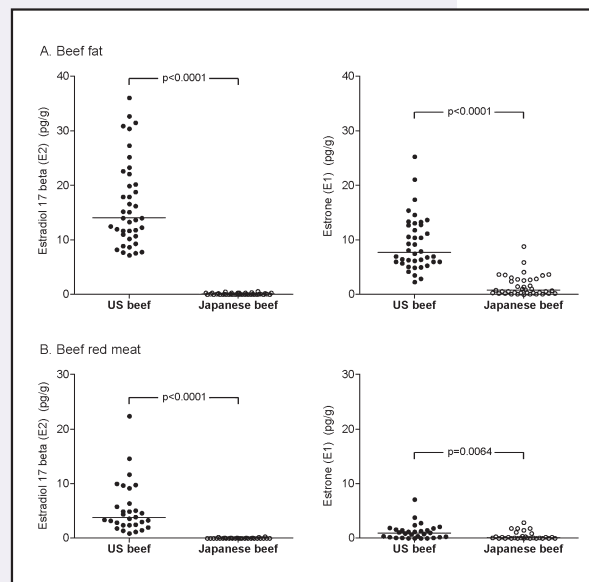 A. Beef fat
Estradiol 17 beta (E2) (pg/g)
40
30
20
10
0
p<0.0001
US beef
Japanese beef
Estrone (E1) (pg/g)
40
30
20
10
0
p<0.0001
US beef
Japanese beef
B. Beef red meat
Estradiol 17 beta (E2) (pg/g)
30
20
10
0
p<0.0001
US beef
Japanese beef
Estrone (E1) (pg/g)
30
20
10
0
p=0.0064
US beef
Japanese beef